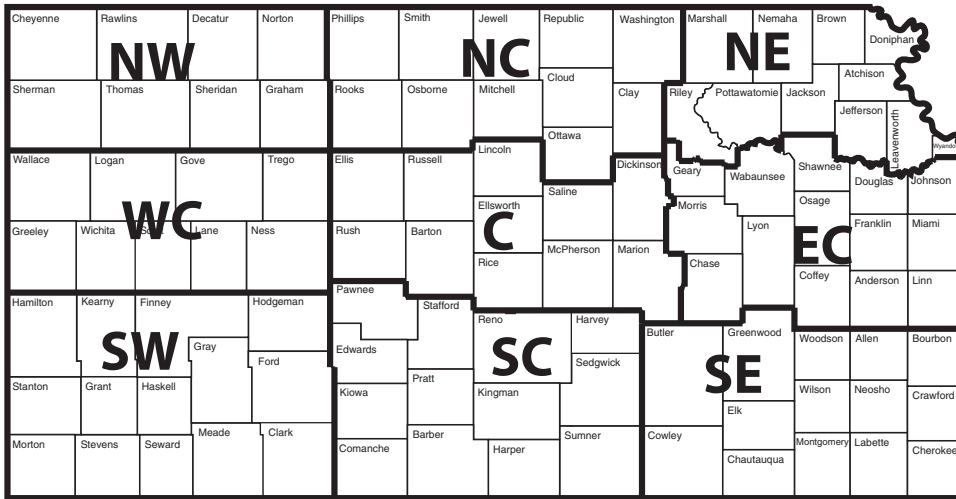 Cheyenne Rawlins Decatur Norton Phillips Smith Jewell Republic Washington Marshall Nemaha Brown
Doniphan
NW NC NE
Cloud Atchison
Sherman Thomas Sheridan Graham Rooks Osborne Mitchell Clay Riley Pottawatomie Jackson
Jefferson Leavenworth
Ottawa
Wyando
Wallace Logan Gove Trego Ellis Russell Lincoln Dickinson Geary Wabaunsee Shawnee
Saline Douglas Johnson
Ellsworth Morris Osage
WC C EC
Greeley Wichita Lane Ness Rush Barton Lyon Franklin Miami
McPherson Marion
Rice Chase
Coffey Anderson Linn
Hamilton Kearny Finney Hodgeman Pawnee Stafford
Reno Harvey Butler Greenwood Woodson Allen Bourbon
SW SC SE
Gray Edwards
Ford Sedgwick
Stanton Grant Haskell Kiowa Pratt Kingman Wilson Neosho Crawford
Elk
Morton Stevens Seward Meade Clark Comanche Barber Harper Sumner Cowley Montgomery Labette Cherokee
Chautauqua